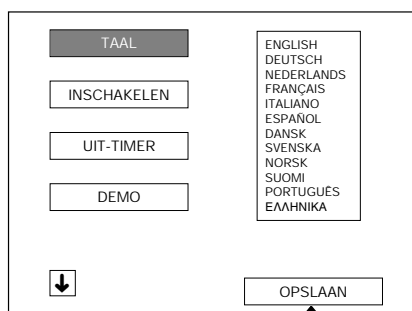 TAAL
INSCHAKELEN
UIT-TIMER
DEMO
ENGLISH
DEUTSCH
NEDERLANDS
FRANÇAIS
ITALIANO
ESPAÑOL
DANSK
SVENSKA
NORSK
SUOMI
PORTUGUÊS
ΕΛΛΗΝΙΚΑ
OPSLAAN